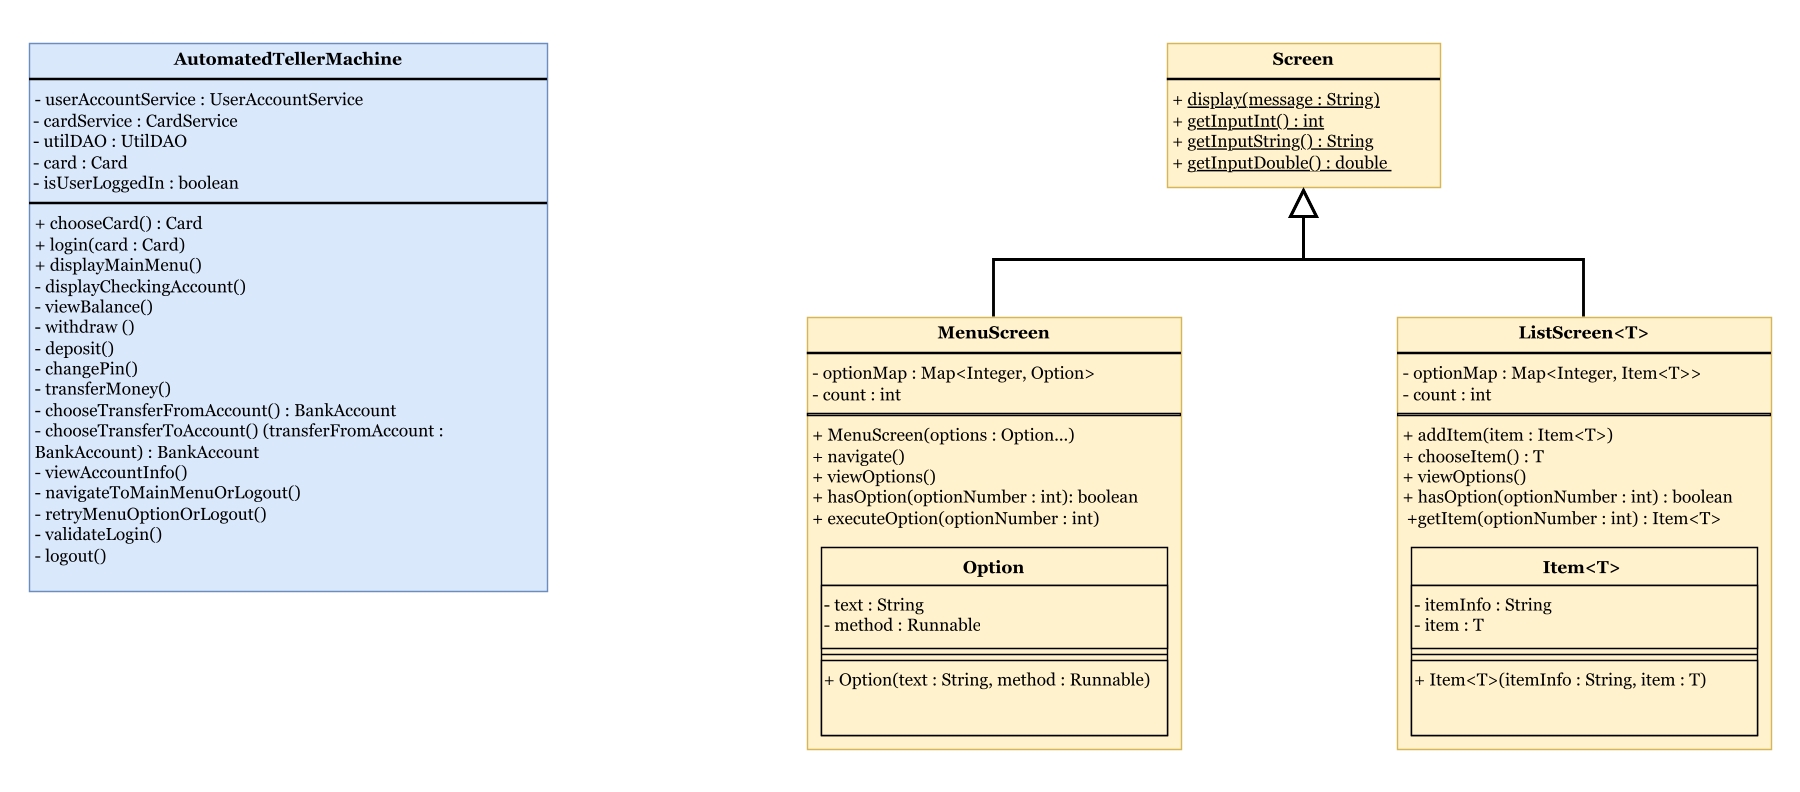 AutomatedTellerMachine
- userAccountService : UserAccountService
- cardService : CardService
- utilDAO : UtilDAO
- card : Card
- isUserLoggedIn : boolean
+ chooseCard() : Card
+ login(card : Card)
+ displayMainMenu()
- displayCheckingAccount()
- viewBalance()
- withdraw ()
- deposit()
- changePin()
- transferMoney()
- chooseTransferFromAccount() : BankAccount
- chooseTransferToAccount() (transferFromAccount :
BankAccount) : BankAccount
- viewAccountInfo()
- navigateToMainMenuOrLogout()
- retryMenuOptionOrLogout()
- validateLogin()
- logout()
Screen
+ display(message : String)
+ getInputInt() : int
+ getInputString() : String
+ getInputDouble() : double
MenuScreen
- optionMap : Map<Integer, Option>
- count : int
+ MenuScreen(options : Option...)
+ navigate()
+ viewOptions()
+ hasOption(optionNumber : int): boolean
+ executeOption(optionNumber : int)
Option
- text : String
- method : Runnable
+ Option(text : String, method : Runnable)
ListScreen<T>
- optionMap : Map<Integer, Item<T>>
- count : int
+ addItem(item : Item<T>)
+ chooseItem() : T
+ viewOptions()
+ hasOption(optionNumber : int) : boolean
+getItem(optionNumber : int) : Item<T>
Item<T>
- itemInfo : String
- item : T
+ Item<T>(itemInfo : String, item : T)